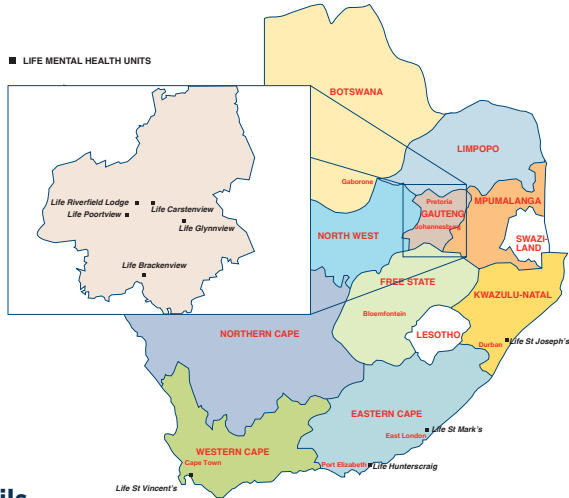 LIFE MENTAL HEALTH UNITS
BOTSWANA
LIMPOPO
Gaborone
Pretoria
MPUMALANGA
GAUTENG
Johannesburg
NORTH WEST
SWAZI-
LAND
Life Riverfield Lodge
Life Carstenview
Life Poortview
Life Glynnview
Life Brackenview
FREE STATE
KWAZULU-NATAL
Bloemfontain
NORTHERN CAPE
LESOTHO
Durban
Life St Joseph's
EASTERN CAPE
East London
Life St Mark's
WESTERN CAPE
Cape Town
Port Elizabeth
Life Hunterscraig
Life St Vincent's